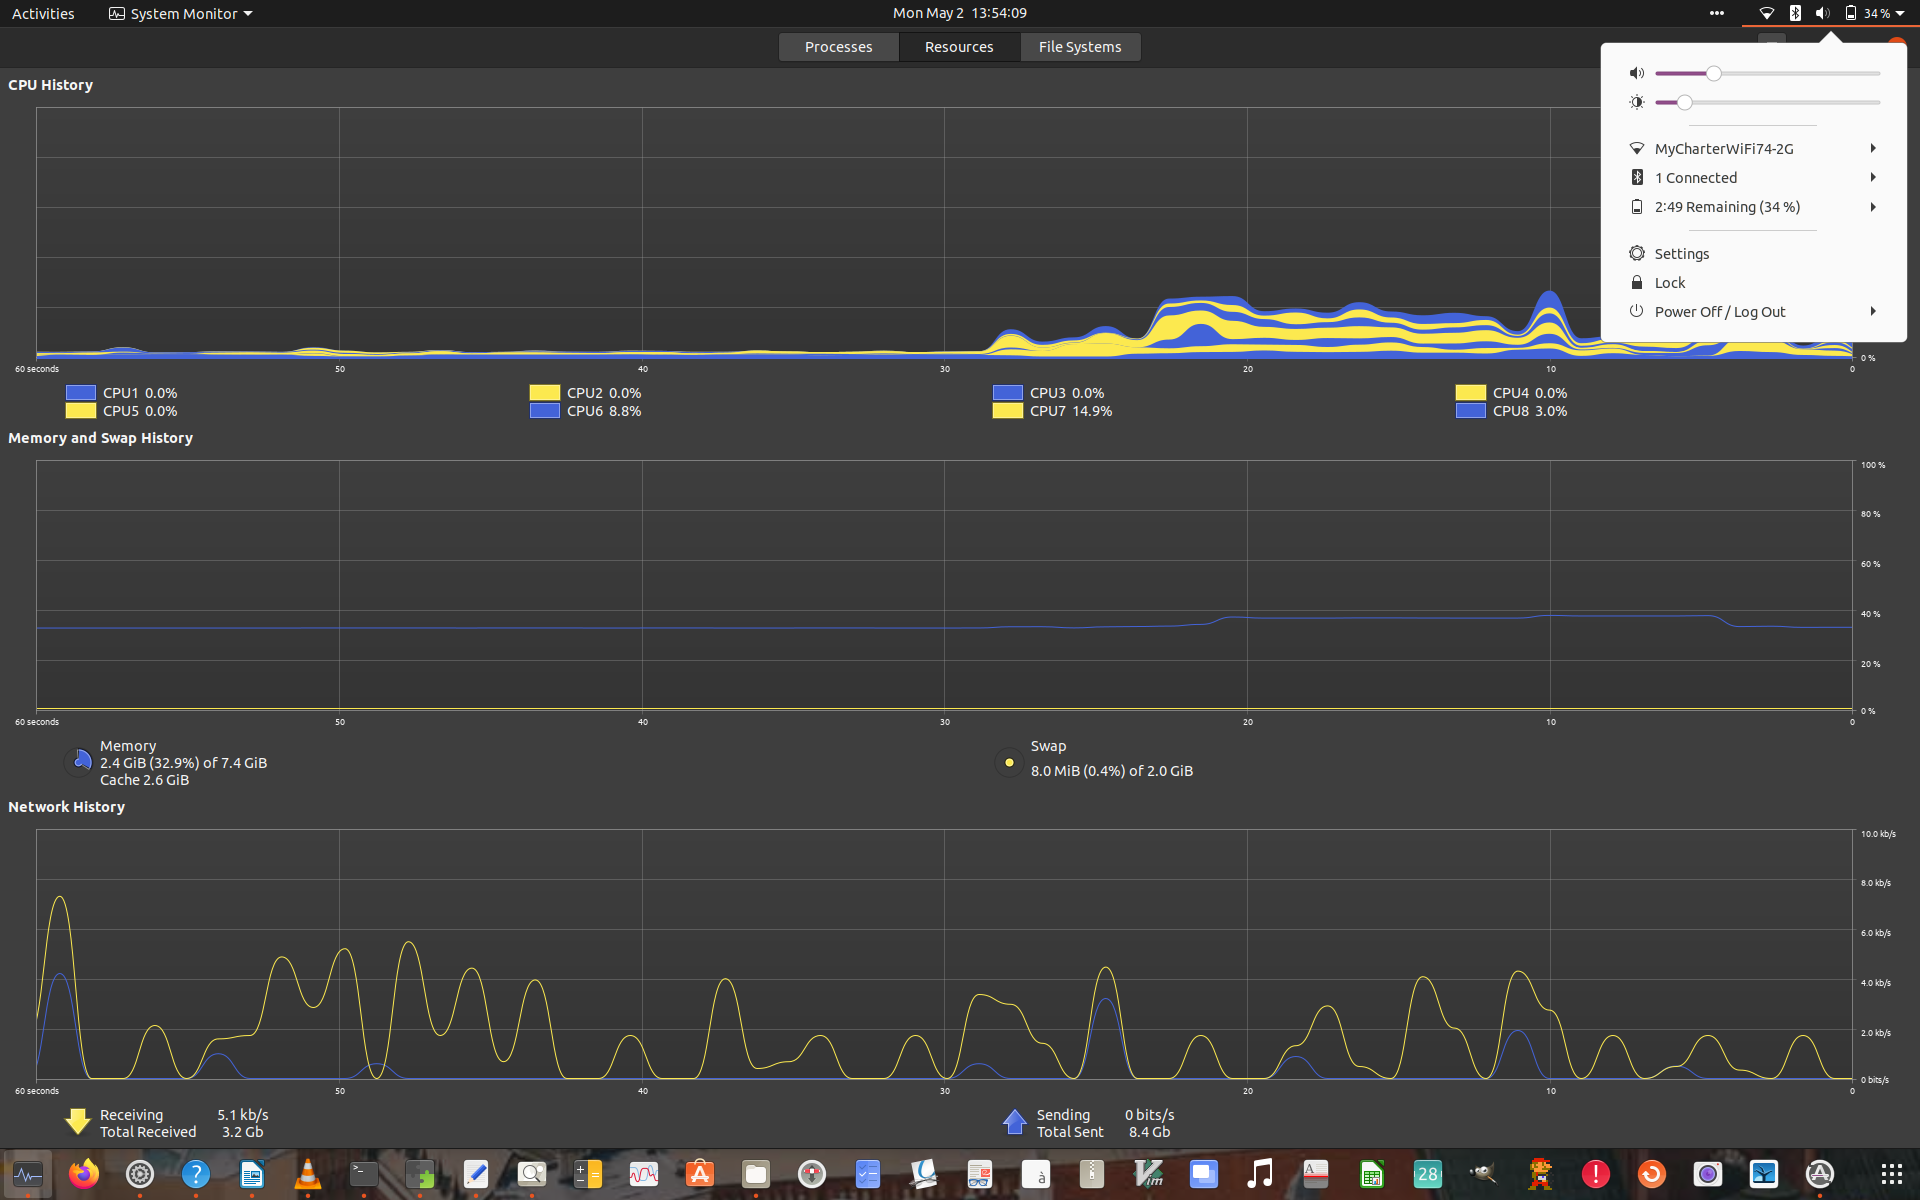 Activities
System Monitor
Mon May 2 13:54:09
34 %
Processes
Resources
File Systems
MyCharterWiFi74-2G
1 Connected
2:49 Remaining (34 %)
Settings
Lock
Power Off / Log Out
CPU History
0 %
60 seconds 50 40 30 20 10 0
CPU1 0.0% CPU2 0.0% CPU3 0.0% CPU4 0.0%
CPU5 0.0% CPU6 8.8% CPU7 14.9% CPU8 3.0%
Memory and Swap History
100 %
80 %
60 %
40 %
20 %
0 %
60 seconds 50 40 30 20 10 0
Memory
2.4 GiB (32.9%) of 7.4 GiB
Cache 2.6 GiB
Swap
8.0 MiB (0.4%) of 2.0 GiB
Network History
10.0 kb/s
8.0 kb/s
6.0 kb/s
4.0 kb/s
2.0 kb/s
0 bits/s
60 seconds 50 40 30 20 10 0
Receiving 5.1 kb/s
Total Received 3.2 Gb
Sending 0 bits/s
Total Sent 8.4 Gb
28